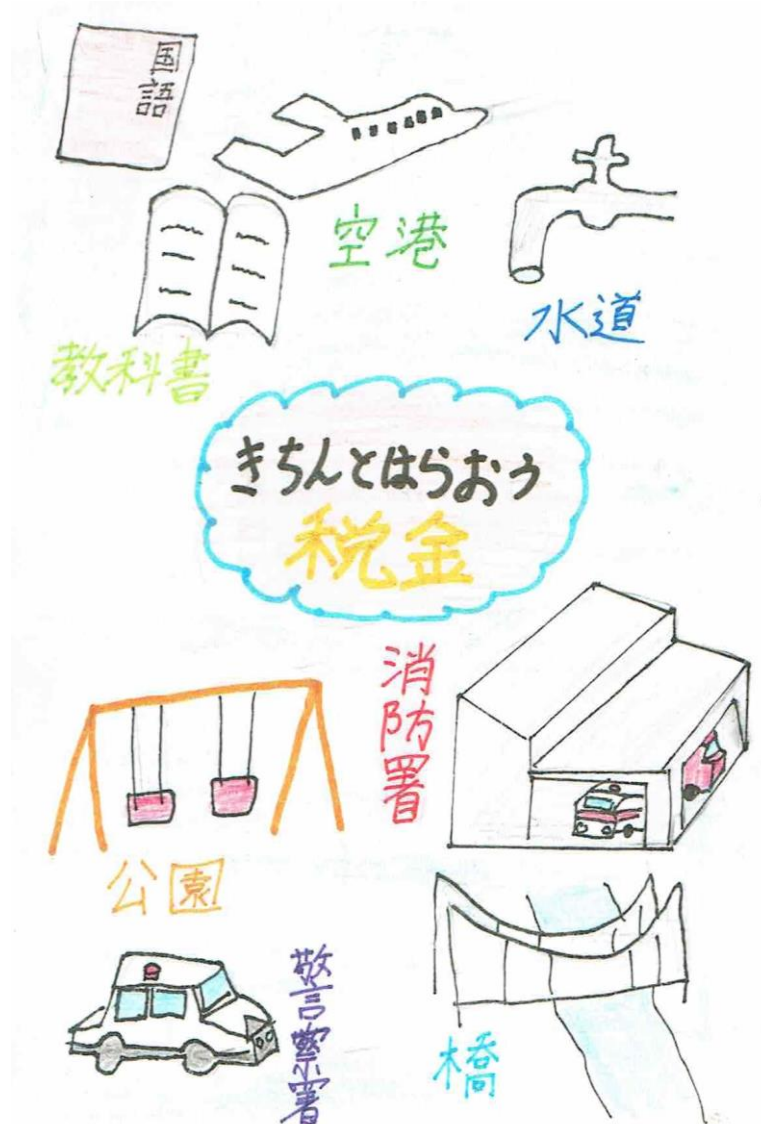 国語
空港
水道
教科書
きちんとはらおう
税金
消防署
公園
警察署
橋